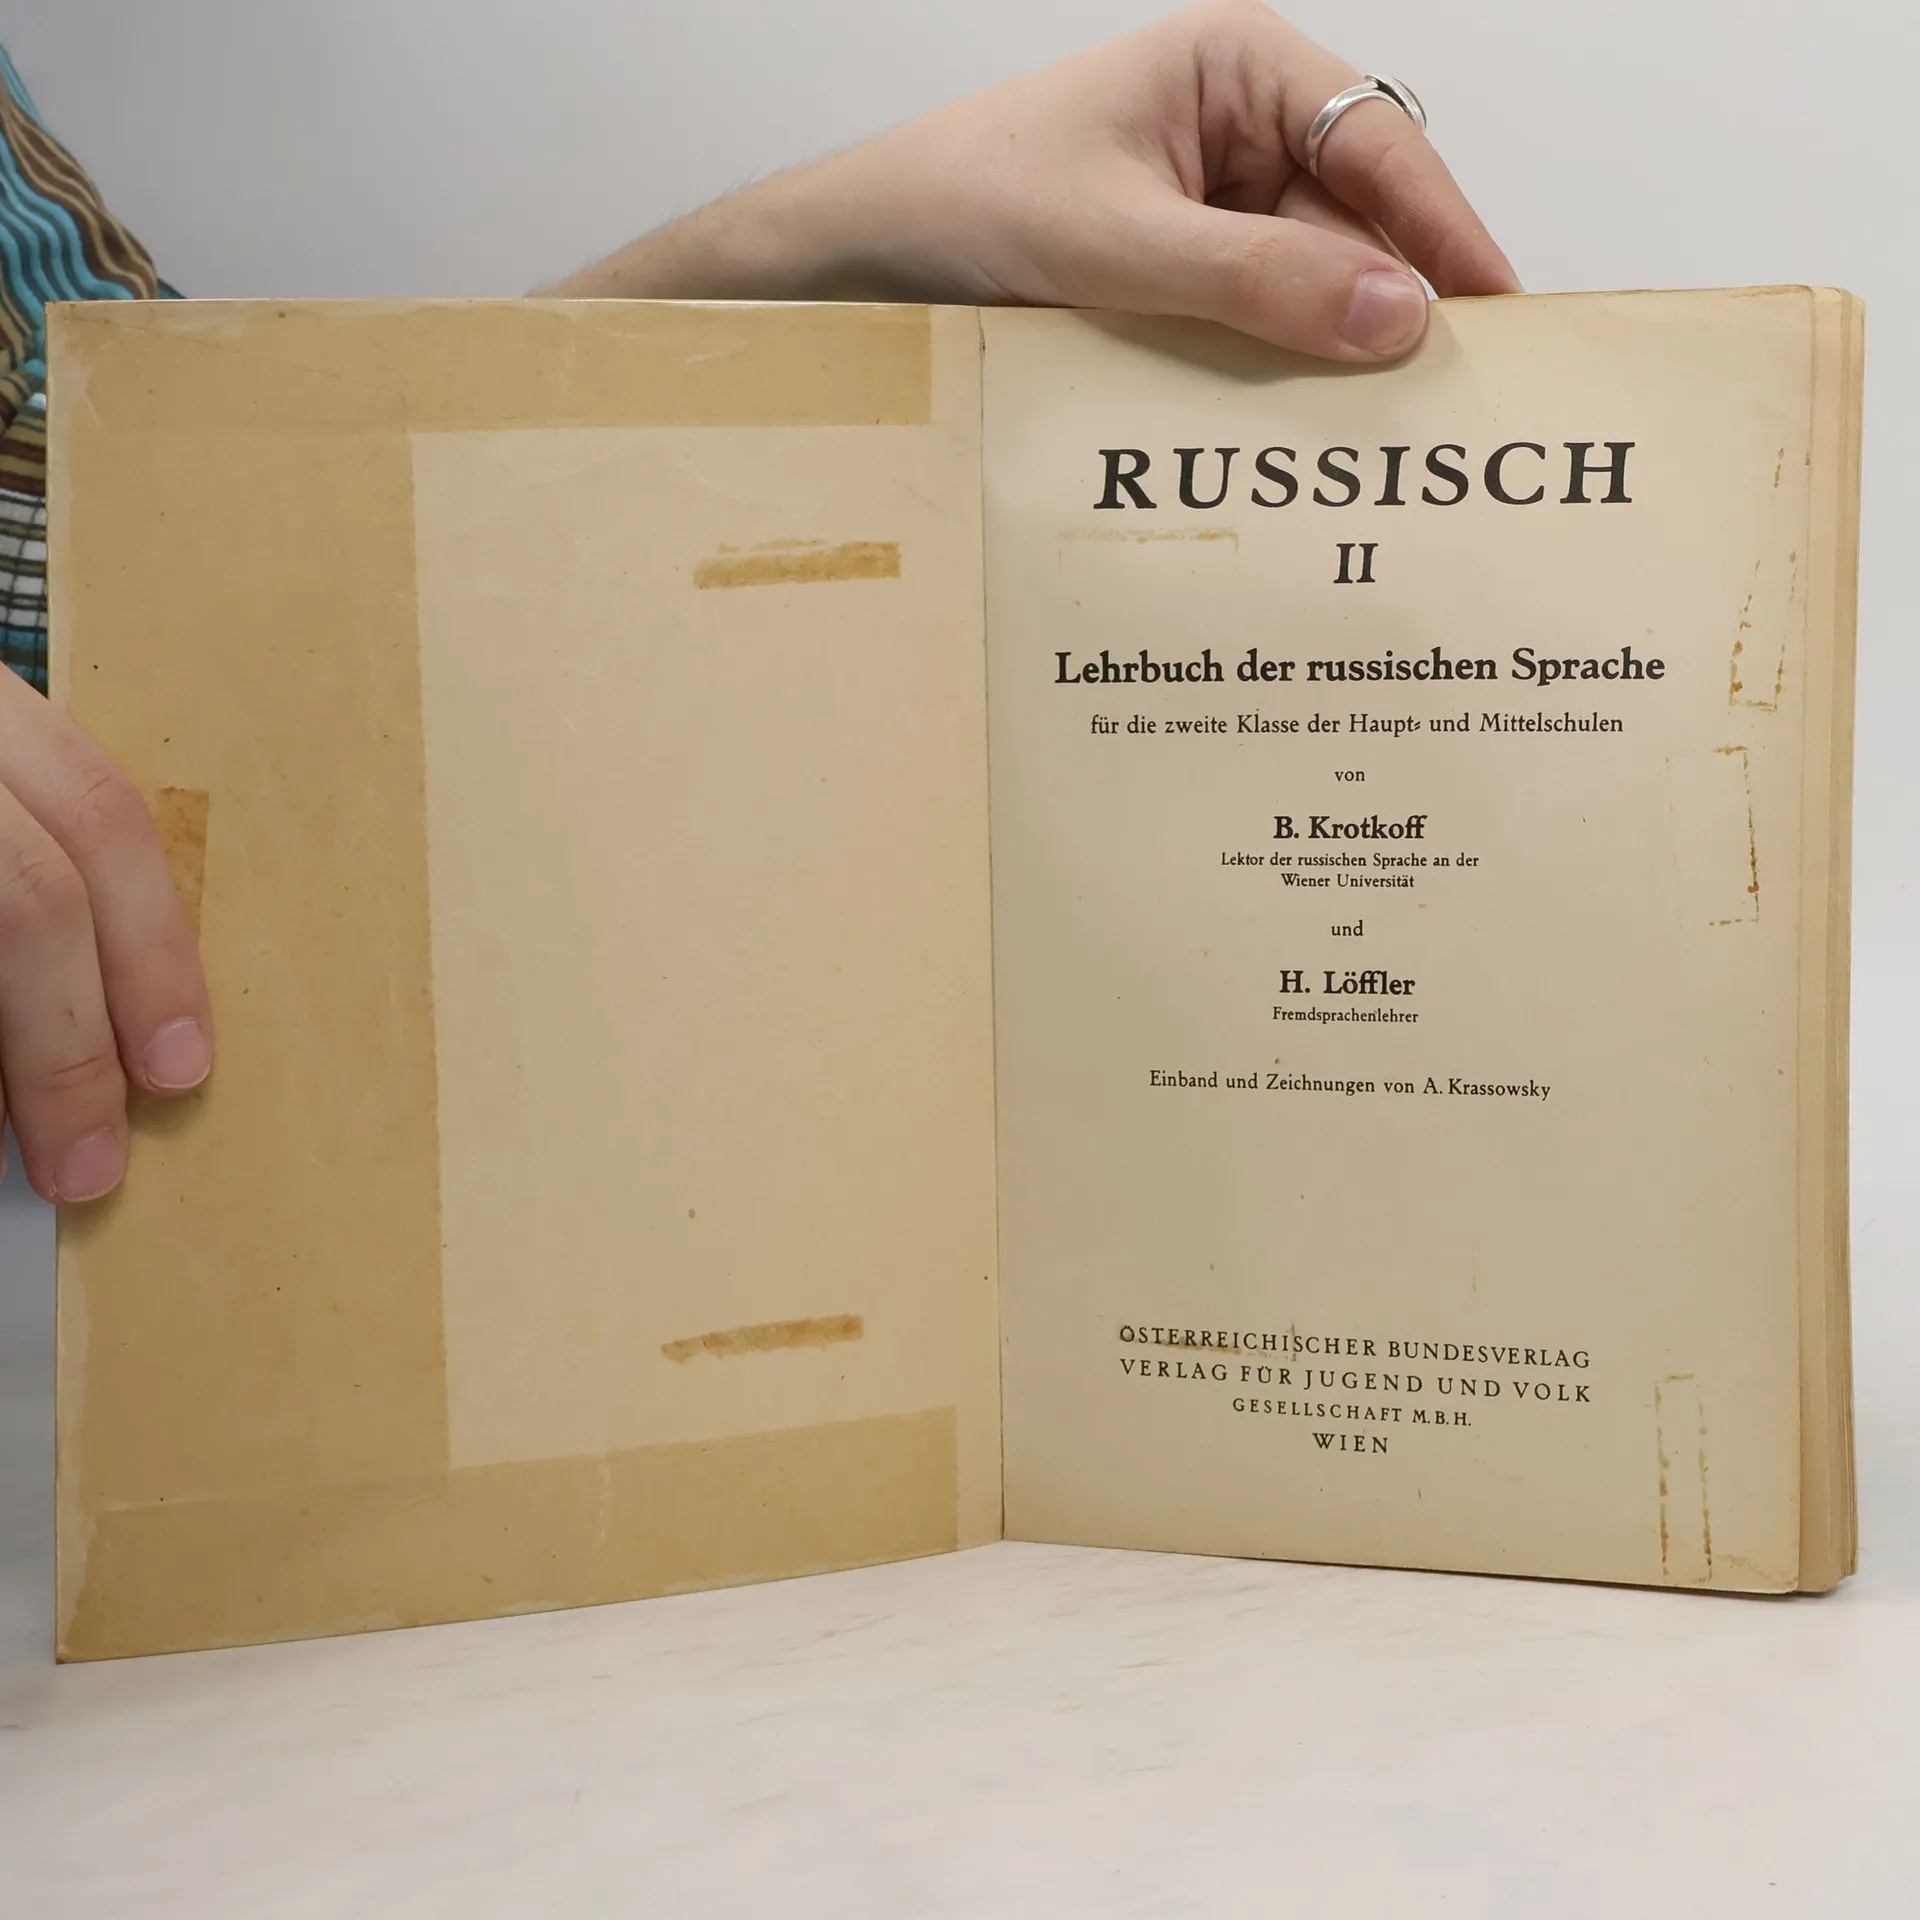 RUSSISCH
II
Lehrbuch der russischen Sprache
für die zweite Klasse der Haupt- und Mittelschulen
von
B. Krotkoff
Lektor der russischen Sprache an der
Wiener Universität
und
H. Löffler
Fremdsprachenlehrer
Einband und Zeichnungen von A. Krassowsky
ÖSTERREICHISCHER BUNDESVERLAG
VERLAG FÜR JUGEND UND VOLK
GESELLSCHAFT M.B.H.
WIEN